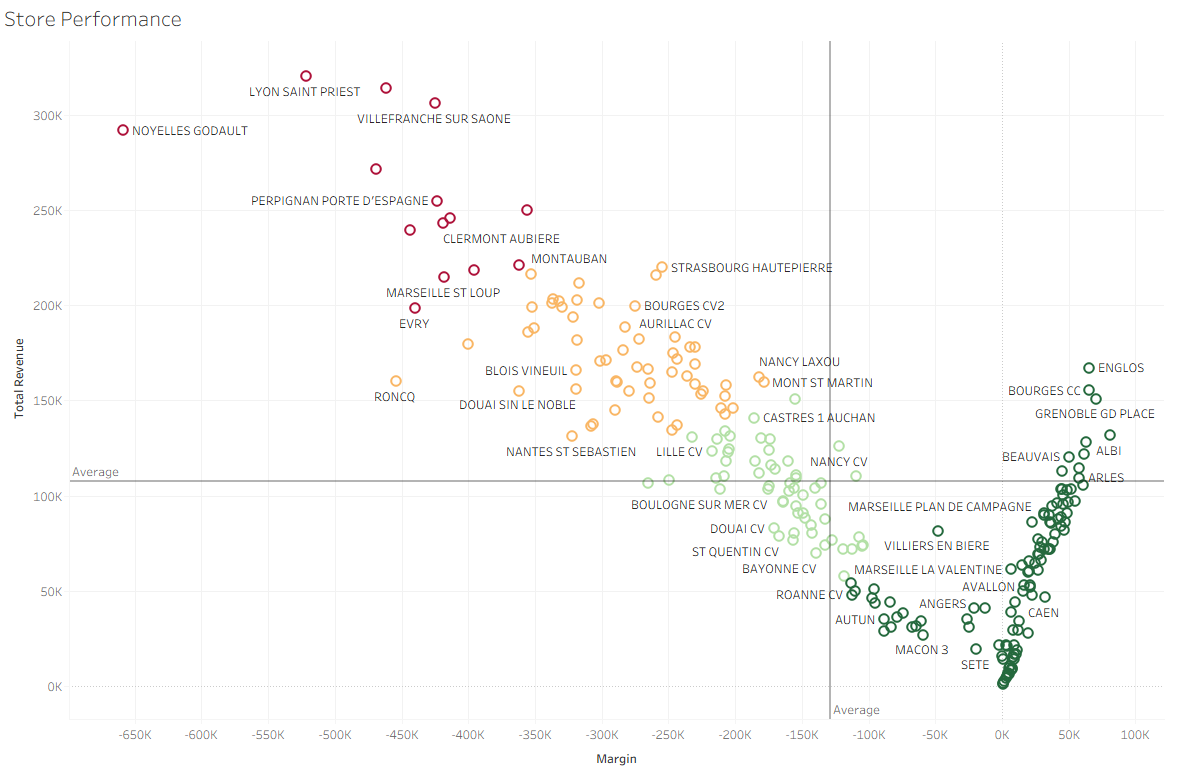 Store Performance
LYON SAINT PRIEST
VILLEFRANCHE SUR SAONE
300K
NOYELLES GODAULT
PERPIGNAN PORTE D'ESPAGNE
250K
CLERMONT AUBIERE
MONTAUBAN
STRASBOURG HAUTEPIERRE
MARSEILLE ST LOUP
200K
BOURGES CV2
EVRY
AURILLAC CV
Total Revenue
NANCY LAXOU
ENGLOS
BLOIS VINEUIL
MONT ST MARTIN
BOURGES CC
RONCQ
150K
DOUAI SIN LE NOBLE
GRENOBLE GD PLACE
CASTRES 1 AUCHAN
NANTES ST SEBASTIEN
LILLE CV
ALBI
BEAUVAIS
NANCY CV
Average
ARLES
100K
BOULOGNE SUR MER CV
MARSEILLE PLAN DE CAMPAGNE
DOUAI CV
VILLIERS EN BIERE
ST QUENTIN CV
BAYONNE CV
MARSEILLE LA VALENTINE
AVALLON
50K
ROANNE CV
ANGERS
CAEN
AUTUN
MACON 3
SETE
0K
Average
-650K -600K -550K -500K -450K -400K -350K -300K -250K -200K -150K -100K -50K 0K 50K 100K
Margin